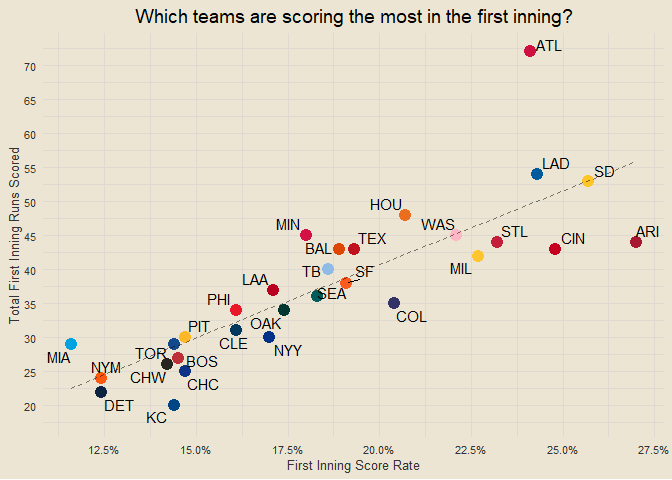 Which teams are scoring the most in the first inning?
Total First Inning Runs Scored
70
65
60
55
50
45
40
35
30
25
20
ATL
LAD
SD
HOU
MIN
WAS
STL
CIN
ARI
BAL
TEX
MIL
TB
SF
LAA
SEA
PHI
COL
OAK
PIT
CLE
NYY
MIA
TOR
BOS
NYM
CHW
CHC
DET
KC
12.5%
15.0%
17.5%
20.0%
22.5%
25.0%
27.5%
First Inning Score Rate